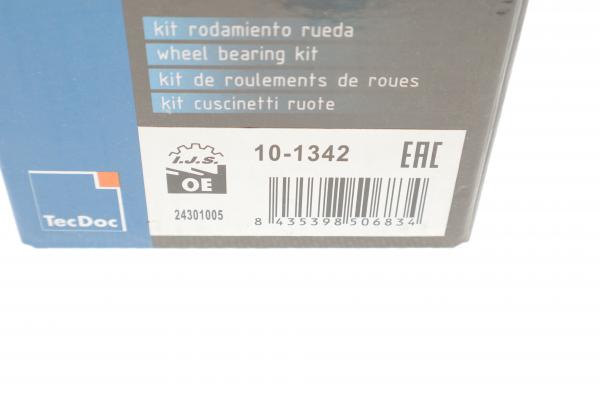 kit rodamiento rueda
wheel bearing kit
kit de roulements de roues
kit cuscinetti ruote
I.J.S.
OE
10-1342
EAC
24301005
8 435398 506834
TecDoc